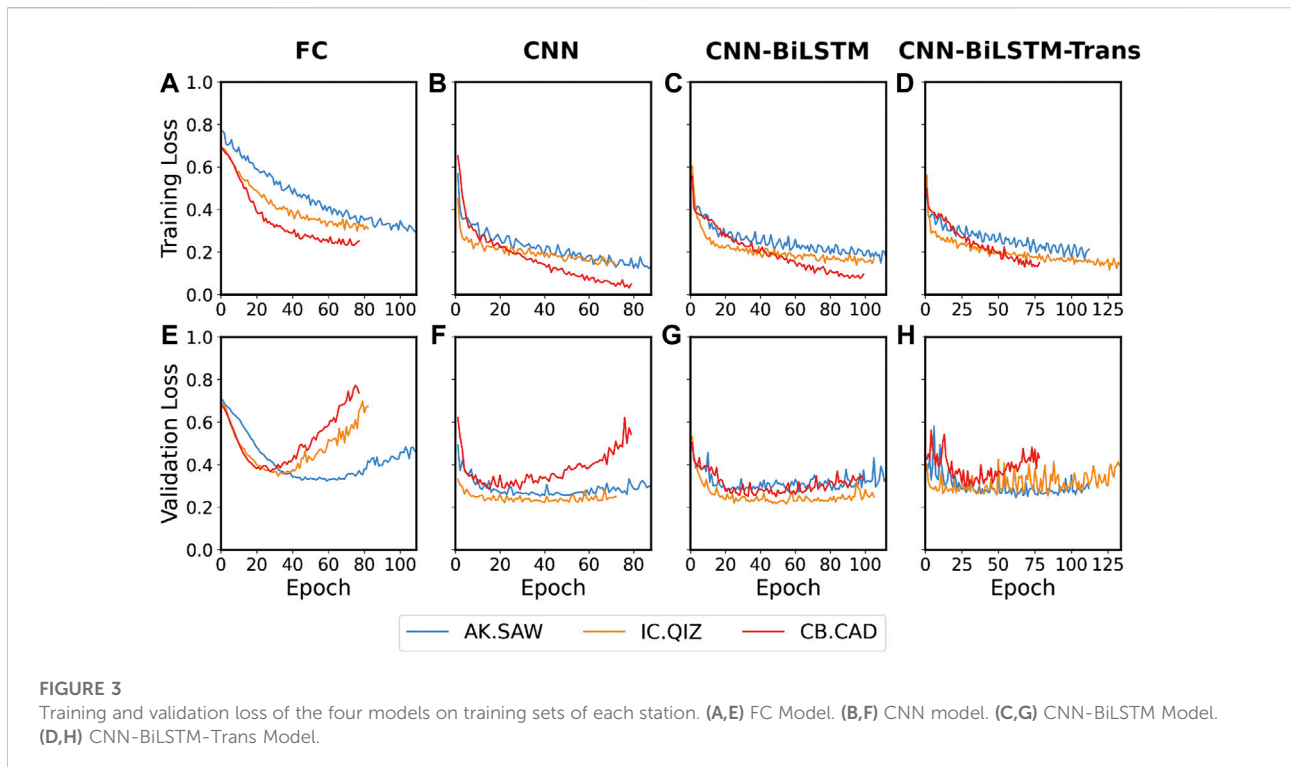 FC CNN CNN-BiLSTM CNN-BiLSTM-Trans
A B C D
Training Loss
1.0
0.8
0.6
0.4
0.2
0.0
0 20 40 60 80 100 0 20 40 60 80 0 20 40 60 80 100 0 25 50 75 100 125
E F G H
Validation Loss
1.0
0.8
0.6
0.4
0.2
0.0
0 20 40 60 80 100 0 20 40 60 80 0 20 40 60 80 100 0 25 50 75 100 125
Epoch Epoch Epoch Epoch
AK.SAW IC.QIZ CB.CAD
FIGURE 3
Training and validation loss of the four models on training sets of each station. (A,E) FC Model. (B,F) CNN model. (C,G) CNN-BiLSTM Model.
(D,H) CNN-BiLSTM-Trans Model.